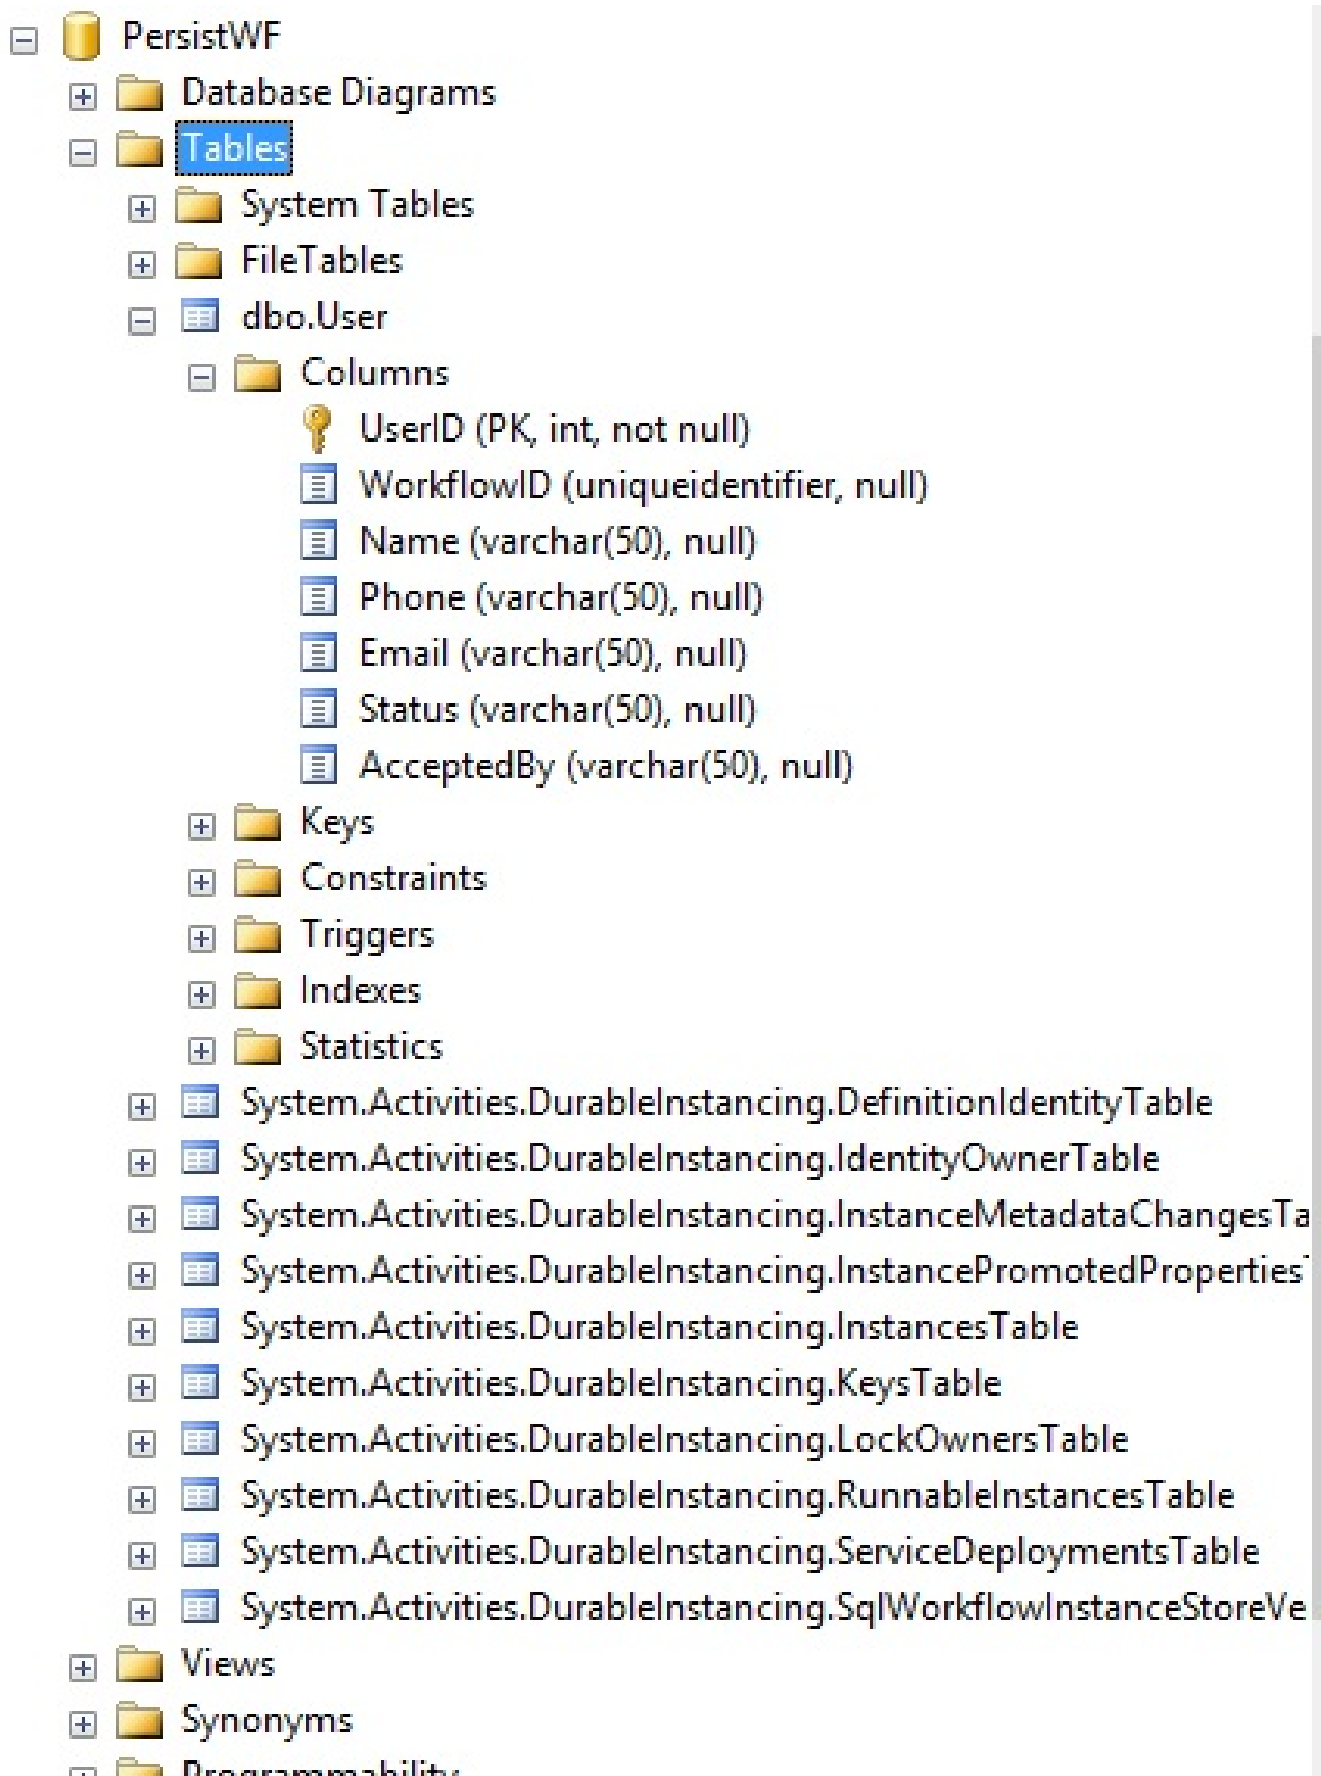 PersistWF
Database Diagrams
Tables
System Tables
FileTables
dbo.User
Columns
UserID (PK, int, not null)
WorkflowID (uniqueidentifier, null)
Name (varchar(50), null)
Phone (varchar(50), null)
Email (varchar(50), null)
Status (varchar(50), null)
AcceptedBy (varchar(50), null)
Keys
Constraints
Triggers
Indexes
Statistics
System.Activities.DurableInstancing.DefinitionIdentityTable
System.Activities.DurableInstancing.IdentityOwnerTable
System.Activities.DurableInstancing.InstanceMetadataChangesTa
System.Activities.DurableInstancing.InstancePromotedProperties
System.Activities.DurableInstancing.InstancesTable
System.Activities.DurableInstancing.KeysTable
System.Activities.DurableInstancing.LockOwnersTable
System.Activities.DurableInstancing.RunnableInstancesTable
System.Activities.DurableInstancing.ServiceDeploymentsTable
System.Activities.DurableInstancing.SqlWorkflowInstanceStoreVe
Views
Synonyms
Programmability